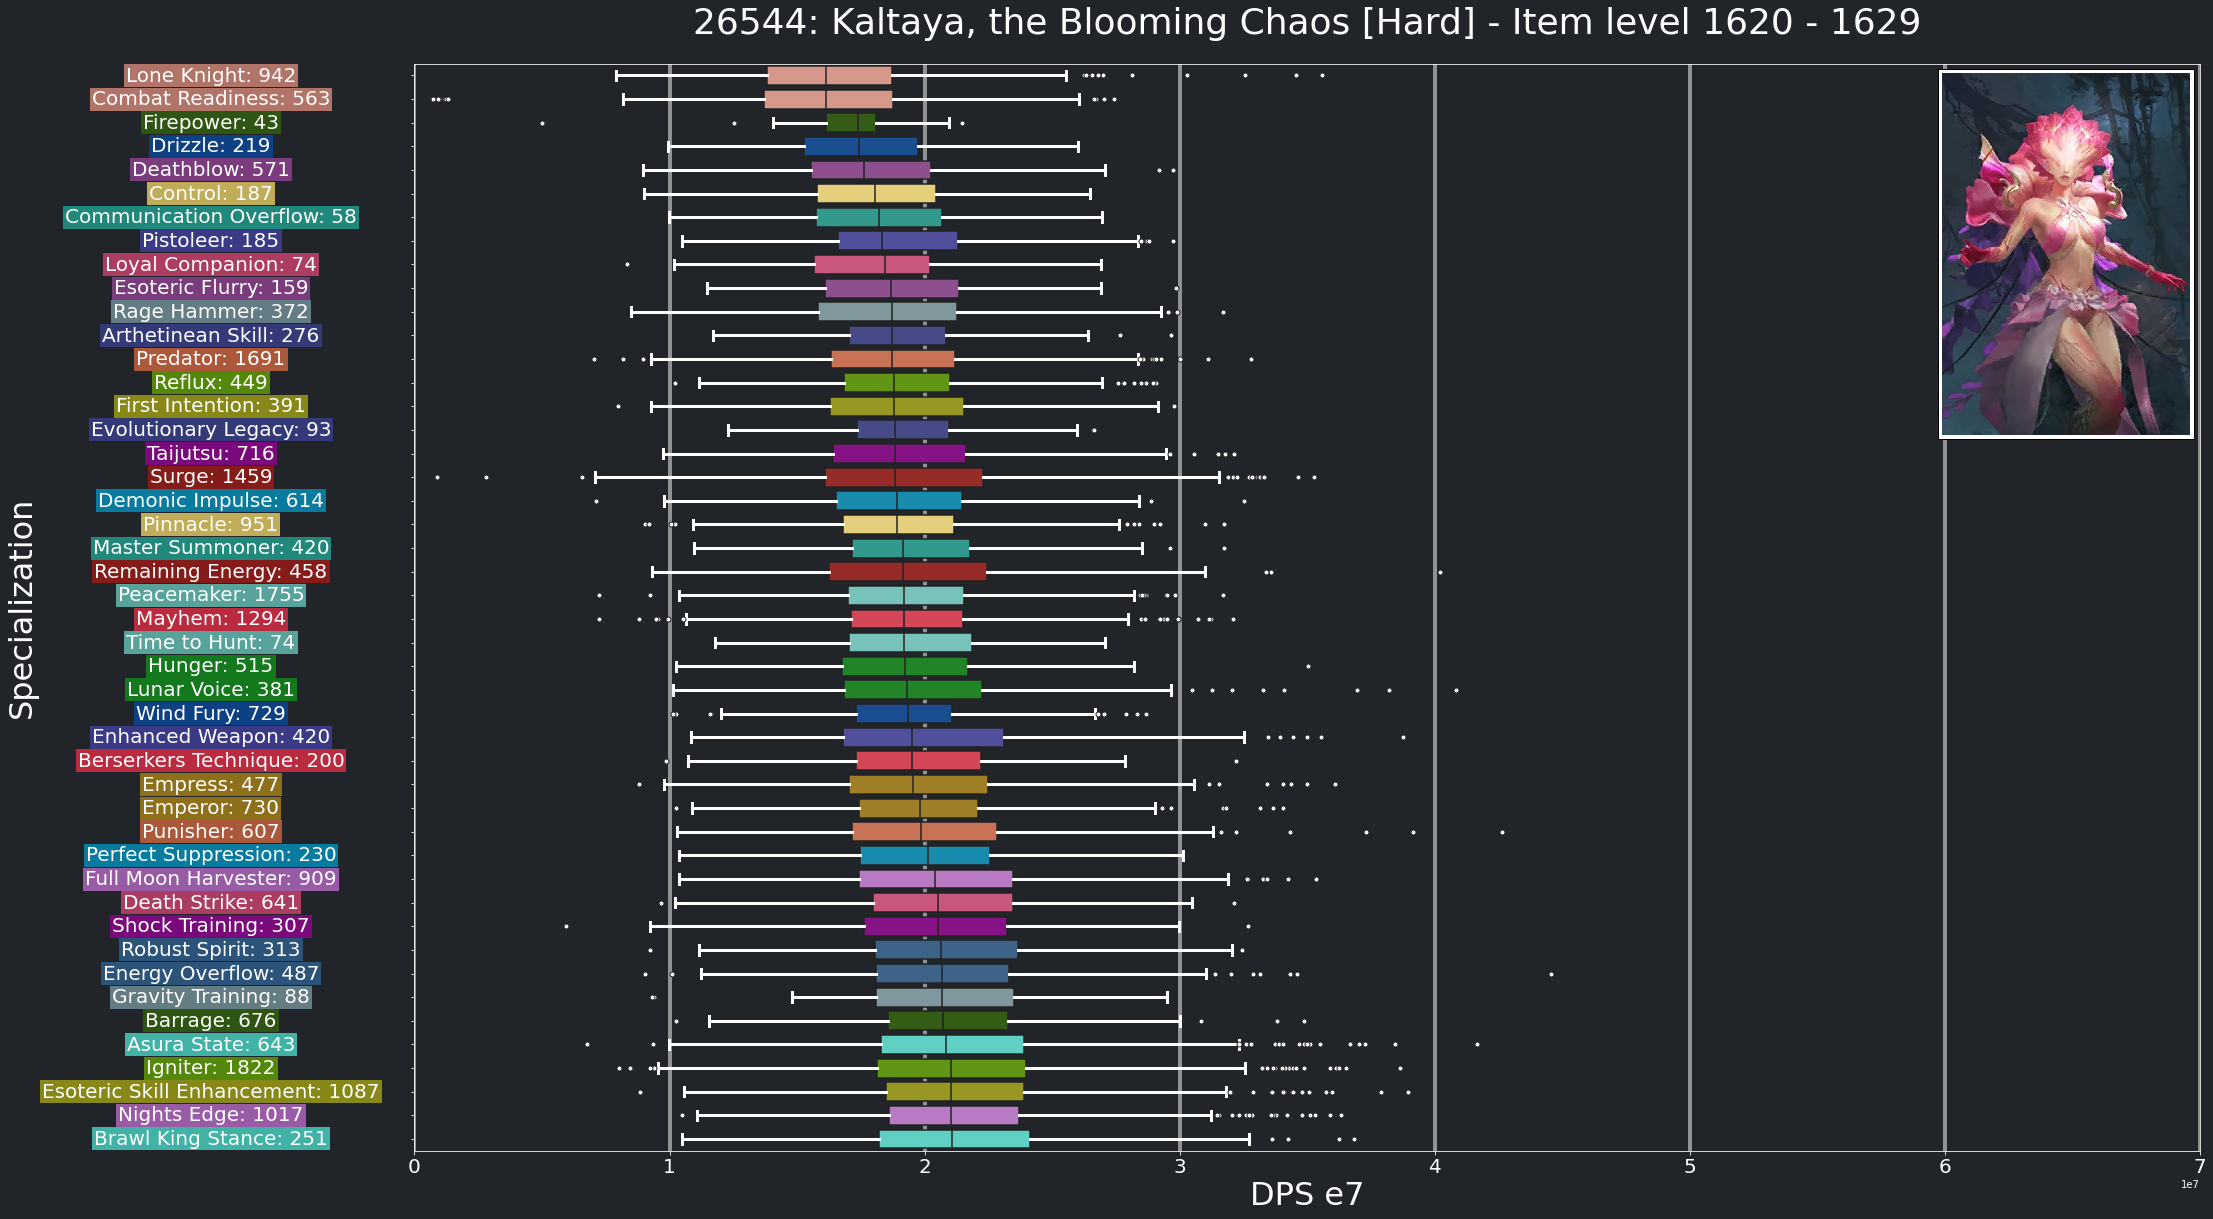 26544: Kaltaya, the Blooming Chaos [Hard] - Item level 1620 - 1629
Specialization
Lone Knight: 942
Combat Readiness: 563
Firepower: 43
Drizzle: 219
Deathblow: 571
Control: 187
Communication Overflow: 58
Pistoleer: 185
Loyal Companion: 74
Esoteric Flurry: 159
Rage Hammer: 372
Arthetinean Skill: 276
Predator: 1691
Reflux: 449
First Intention: 391
Evolutionary Legacy: 93
Taijutsu: 716
Surge: 1459
Demonic Impulse: 614
Pinnacle: 951
Master Summoner: 420
Remaining Energy: 458
Peacemaker: 1755
Mayhem: 1294
Time to Hunt: 74
Hunger: 515
Lunar Voice: 381
Wind Fury: 729
Enhanced Weapon: 420
Berserkers Technique: 200
Empress: 477
Emperor: 730
Punisher: 607
Perfect Suppression: 230
Full Moon Harvester: 909
Death Strike: 641
Shock Training: 307
Robust Spirit: 313
Energy Overflow: 487
Gravity Training: 88
Barrage: 676
Asura State: 643
Igniter: 1822
Esoteric Skill Enhancement: 1087
Nights Edge: 1017
Brawl King Stance: 251
0 1 2 3 4 5 6 7
1e7
DPS e7